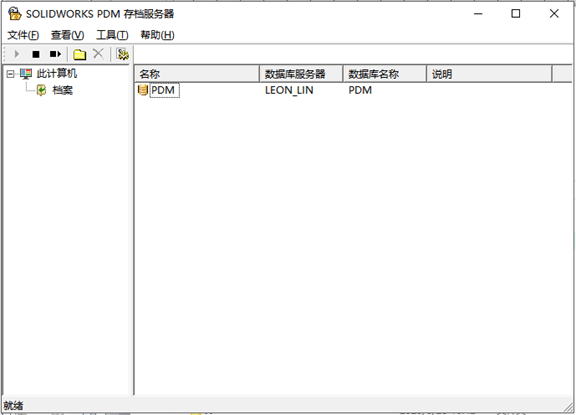 SOLIDWORKS PDM 存档服务器
文件(F) 查看(V) 工具(T) 帮助(H)
此计算机
档案
名称 数据库服务器 数据库名称 说明
PDM LEON_LIN PDM
就绪